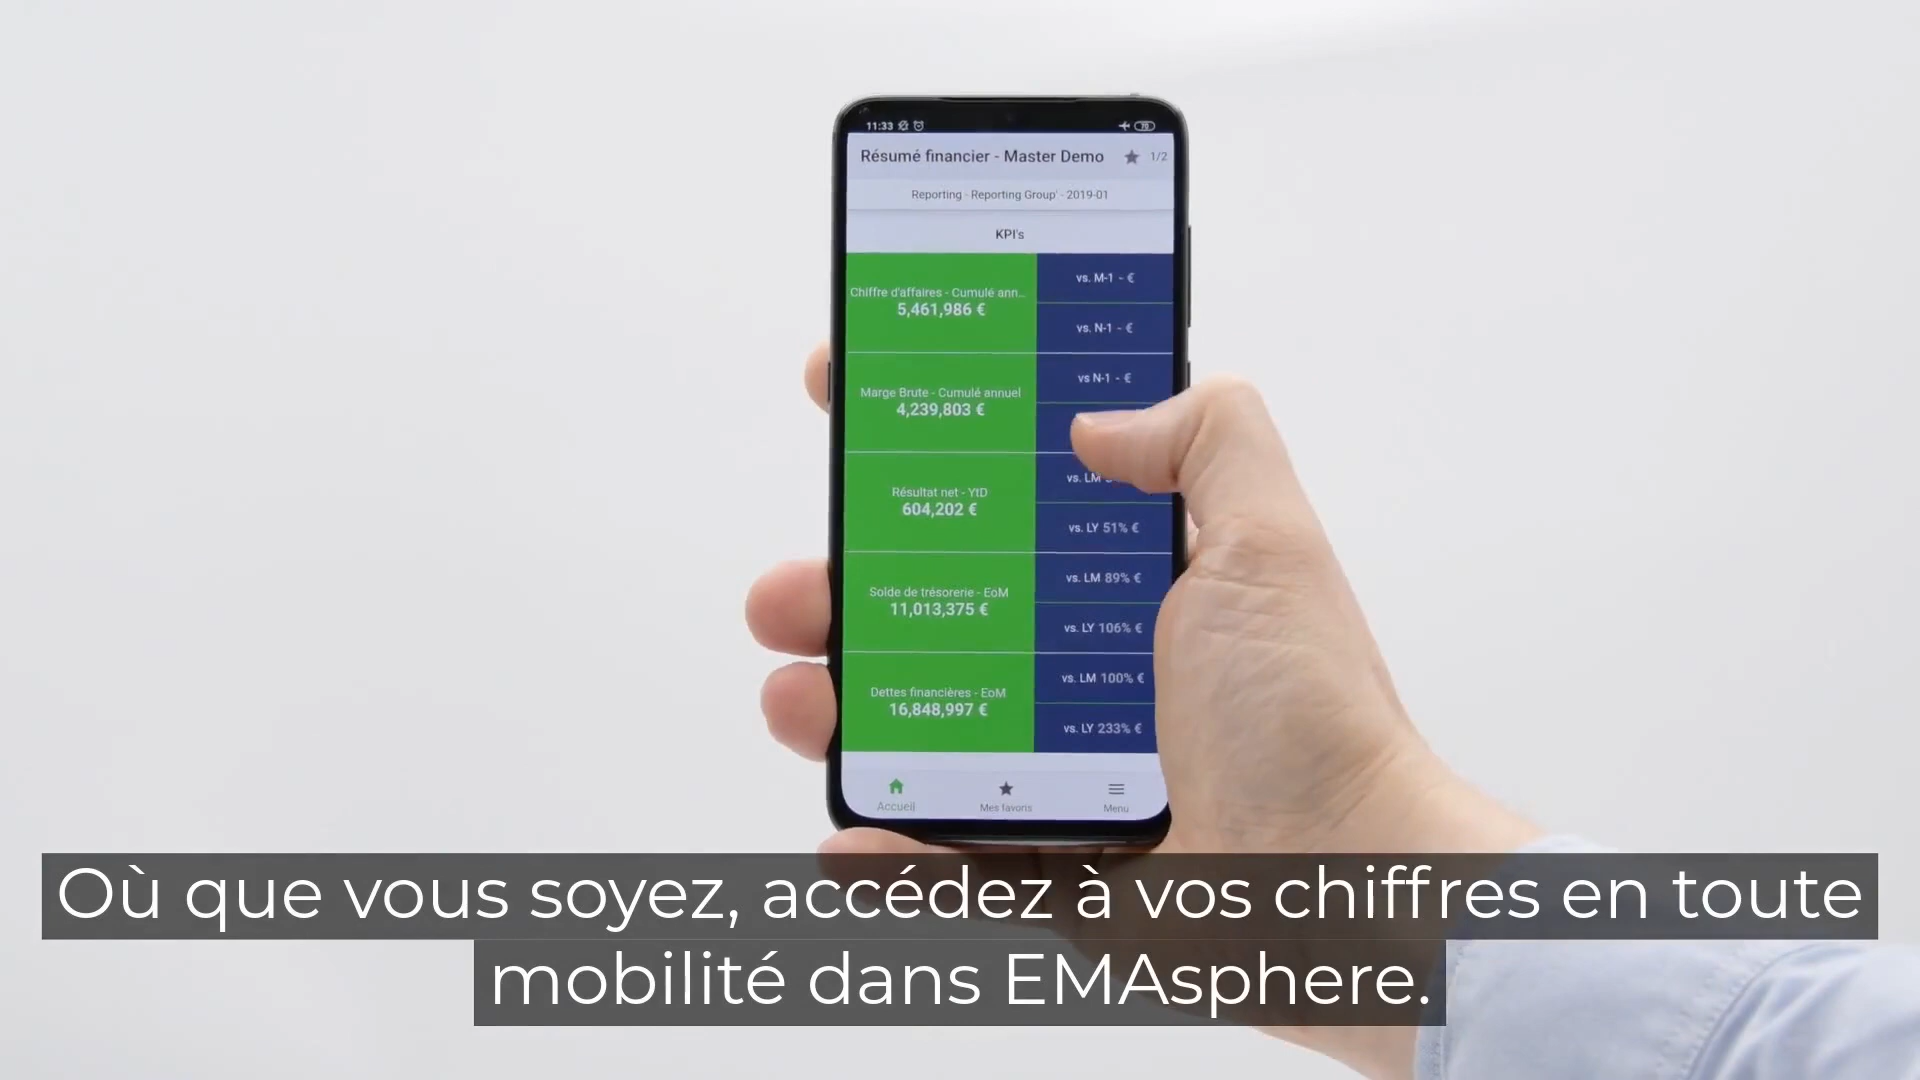 11:33
70
Résumé financier - Master Demo
1/2
Reporting - Reporting Group' - 2019-01
KPI's
Chiffre d'affaires - Cumulé ann...
5,461,986 €
vs. M-1 - €
vs. N-1 - €
Marge Brute - Cumulé annuel
4,239,803 €
vs N-1 - €
Résultat net - YtD
604,202 €
vs. LM
vs. LY 51% €
Solde de trésorerie - EoM
11,013,375 €
vs. LM 89% €
vs. LY 106% €
Dettes financières - EoM
16,848,997 €
vs. LM 100% €
vs. LY 233% €
Accueil
Mes favoris
Menu
Où que vous soyez, accédez à vos chiffres en toute
mobilité dans EMAsphere.